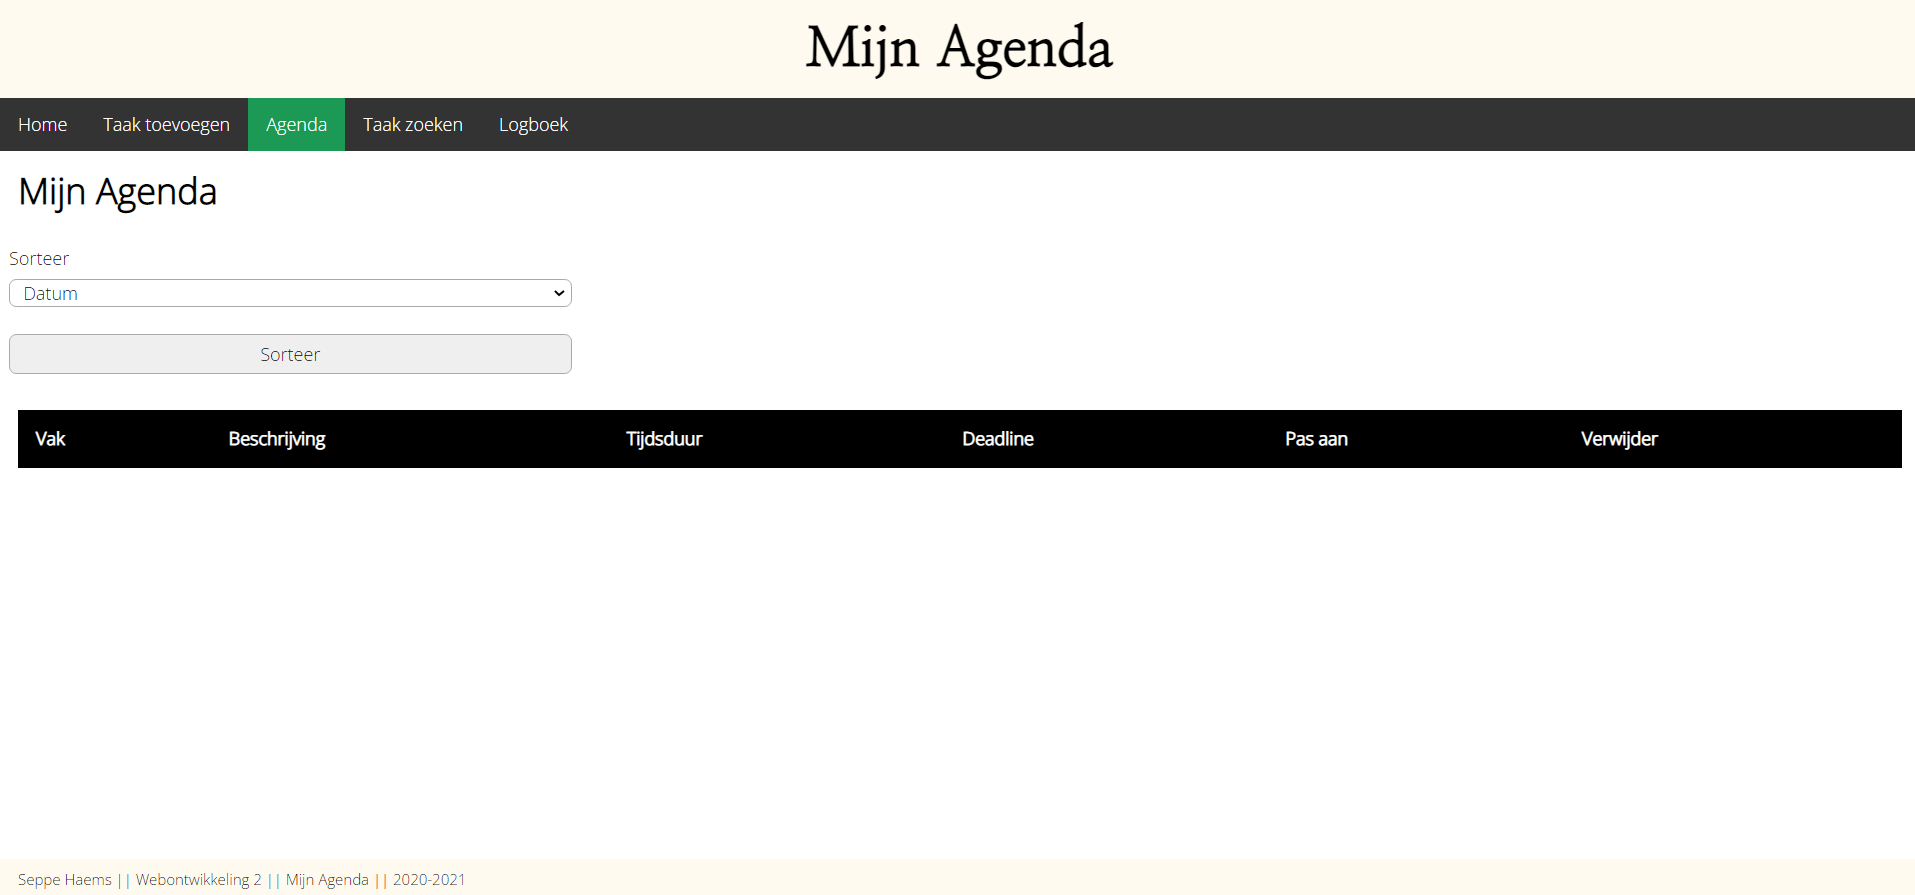 Mijn Agenda
Home Taak toevoegen Agenda Taak zoeken Logboek
Mijn Agenda
Sorteer
Datum
Sorteer
Vak Beschrijving Tijdsduur Deadline Pas aan Verwijder
Seppe Haems || Webontwikkeling 2 || Mijn Agenda || 2020-2021